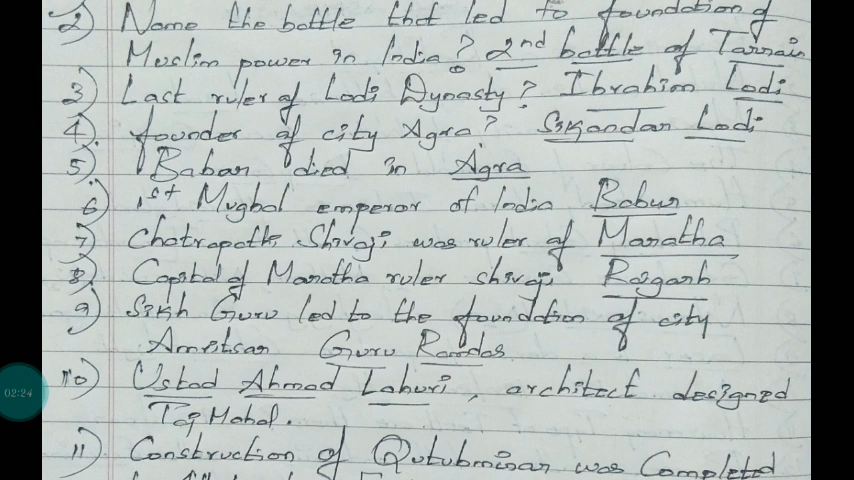 2) Name the battle that led to foundation of
Muslim power in India? 2nd battle of Tarrain
3) Last ruler of Lodi Dynasty? Ibrahim Lodi
4) founder of city Agra? Sikandar Lodi
5) Babar died in Agra
6) 1st Mughal emperor of India Babur
7) Chatrapathi Shivaji was ruler of Maratha
8) Capital of Maratha ruler shivaji Raigarh
9) Sikh Guru led to the foundation of city
Amritsar Guru Ramdas
10) Ustad Ahmad Lahuri, architect designed
Taj Mahal.
11) Construction of Qutubminar was Completed
02:24